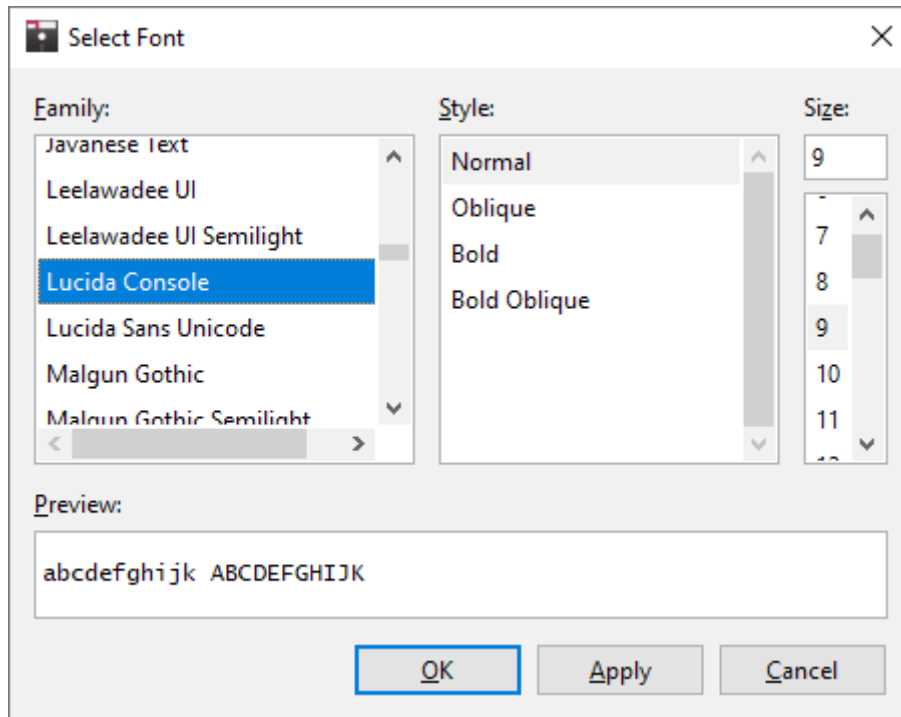 Select Font
Family:
Javanese Text
Leelawadee UI
Leelawadee UI Semilight
Lucida Console
Lucida Sans Unicode
Malgun Gothic
Malgun Gothic Semilight
Style:
Normal
Oblique
Bold
Bold Oblique
Size:
9
7
8
9
10
11
Preview:
abcdefghijk ABCDEFGHIJK
OK
Apply
Cancel